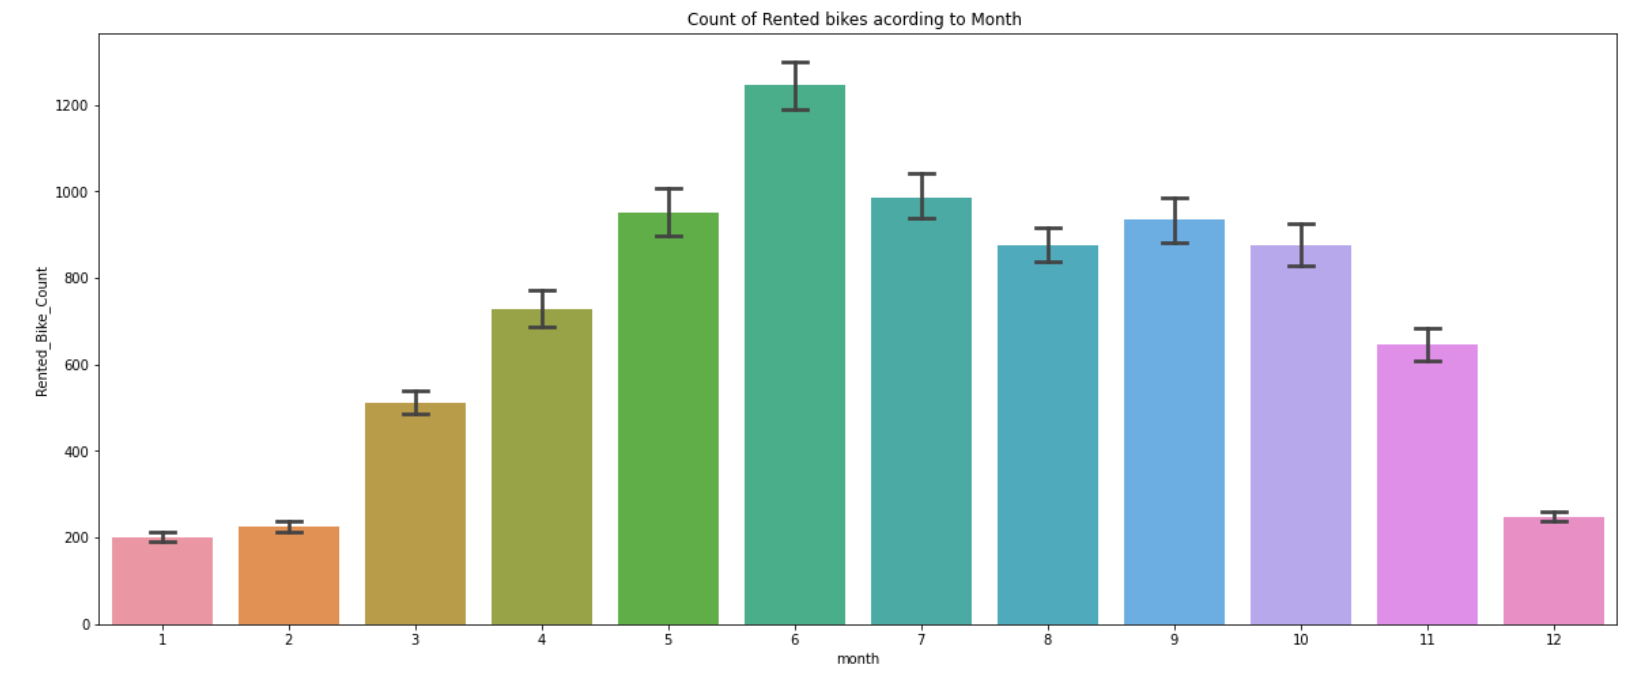 Count of Rented bikes acording to Month
Rented_Bike_Count
1200
1000
800
600
400
200
0
1 2 3 4 5 6 7 8 9 10 11 12
month